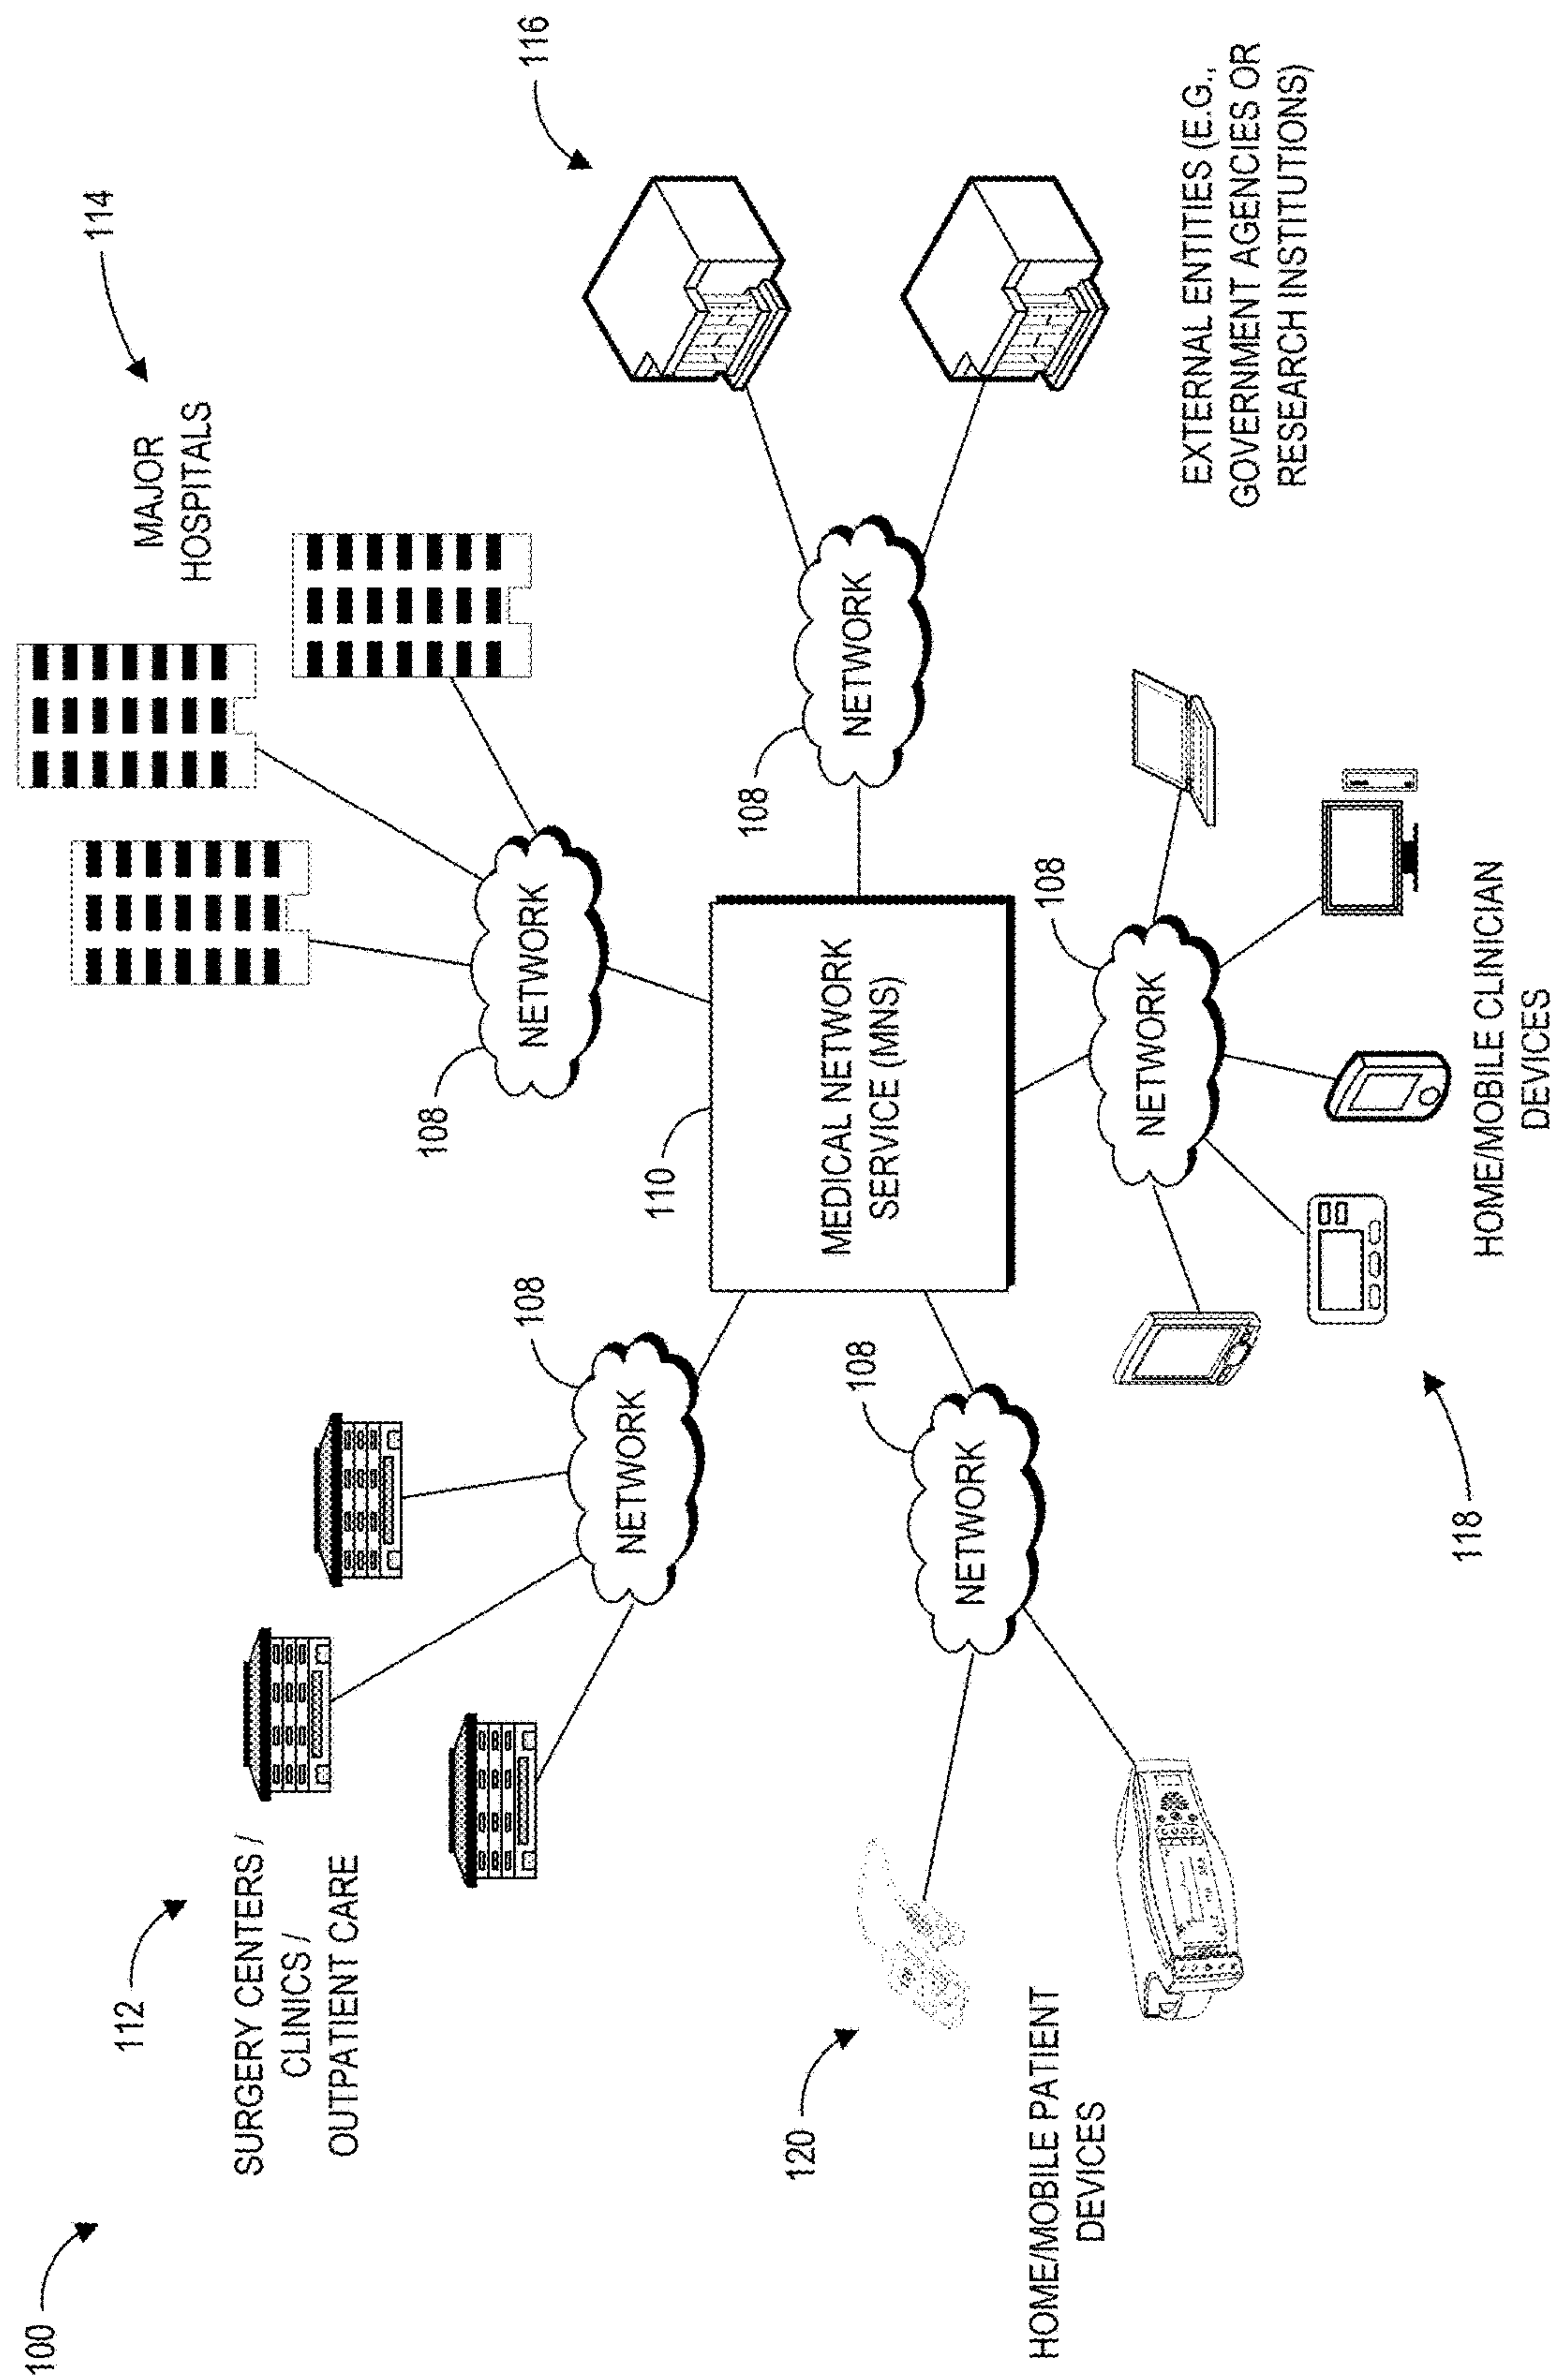 100
112
SURGERY CENTERS /
CLINICS /
OUTPATIENT CARE
114
MAJOR
HOSPITALS
116
EXTERNAL ENTITIES (E.G.,
GOVERNMENT AGENCIES OR
RESEARCH INSTITUTIONS)
108
NETWORK
108
NETWORK
108
NETWORK
110
MEDICAL NETWORK
SERVICE (MNS)
108
NETWORK
108
NETWORK
120
HOME/MOBILE PATIENT
DEVICES
118
HOME/MOBILE CLINICIAN
DEVICES